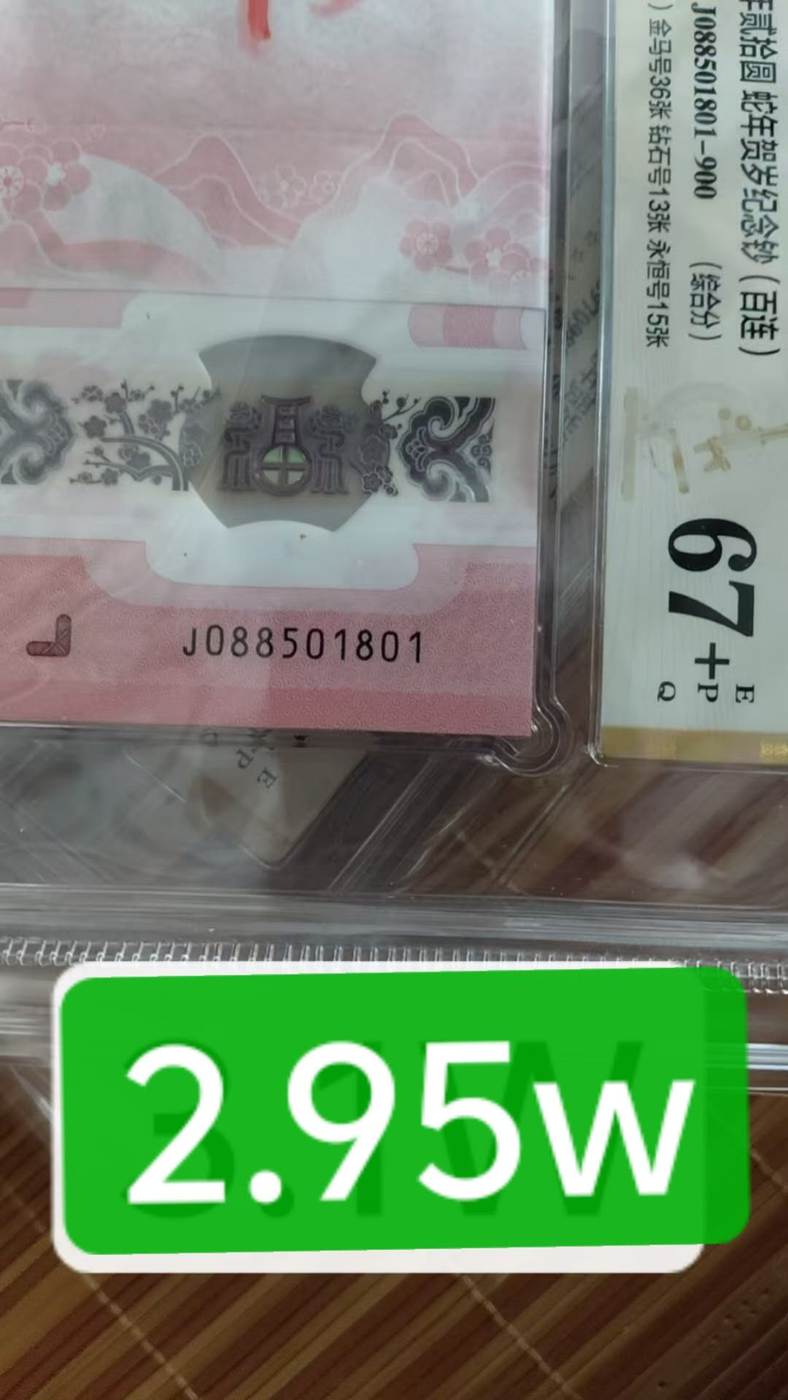 年贰拾圆 蛇年贺岁纪念钞（百连）
J088501801-900 （综合分）
）金马号36张 钻石号13张 永恒号15张
67+
E
P
Q
J088501801
2.95w